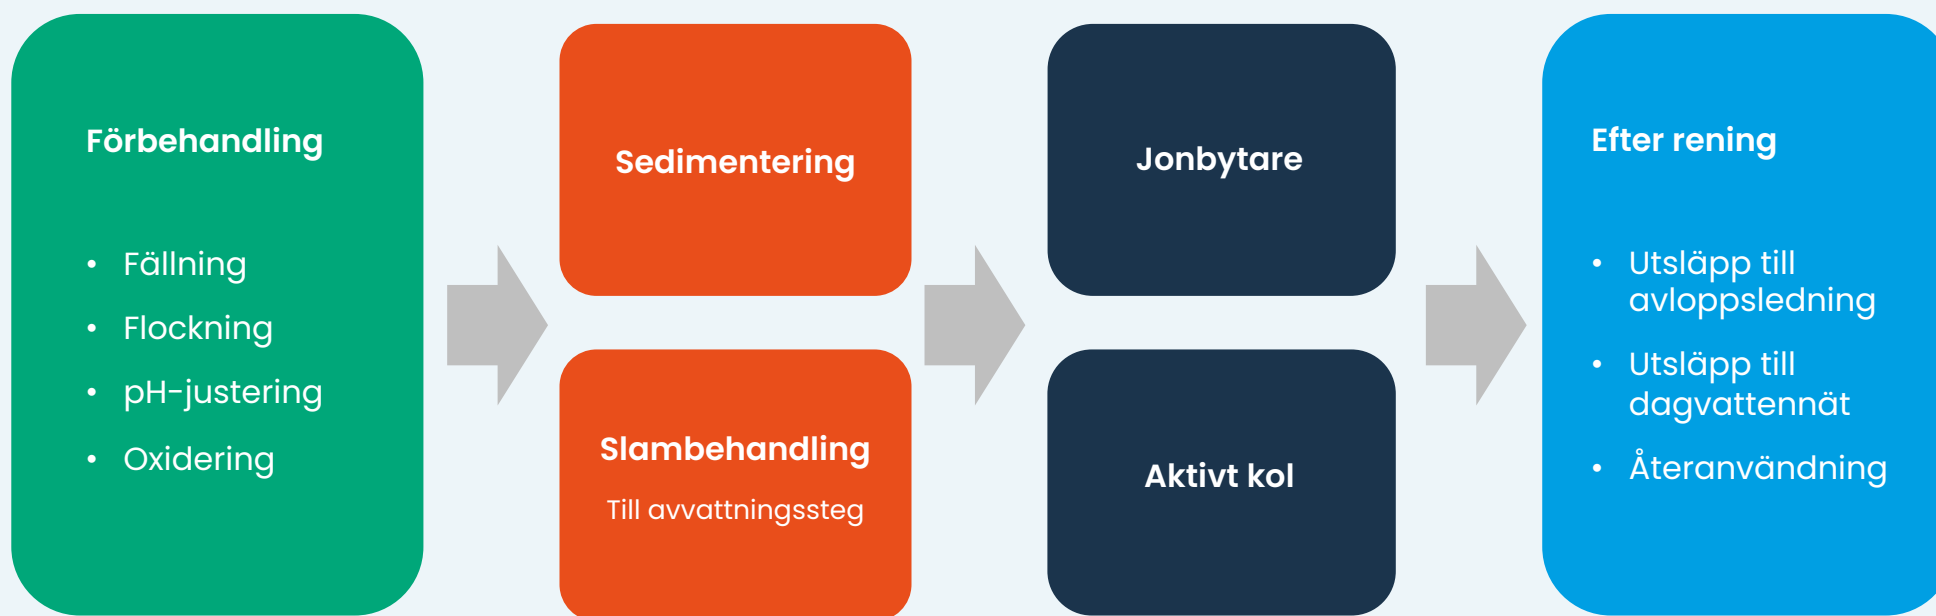 Förbehandling
• Fällning
• Flockning
• pH-justering
• Oxidering
Sedimentering
Slambehandling
Till avvattningssteg
Jonbytare
Aktivt kol
Efter rening
• Utsläpp till
avloppsledning
• Utsläpp till
dagvattennät
• Återanvändning